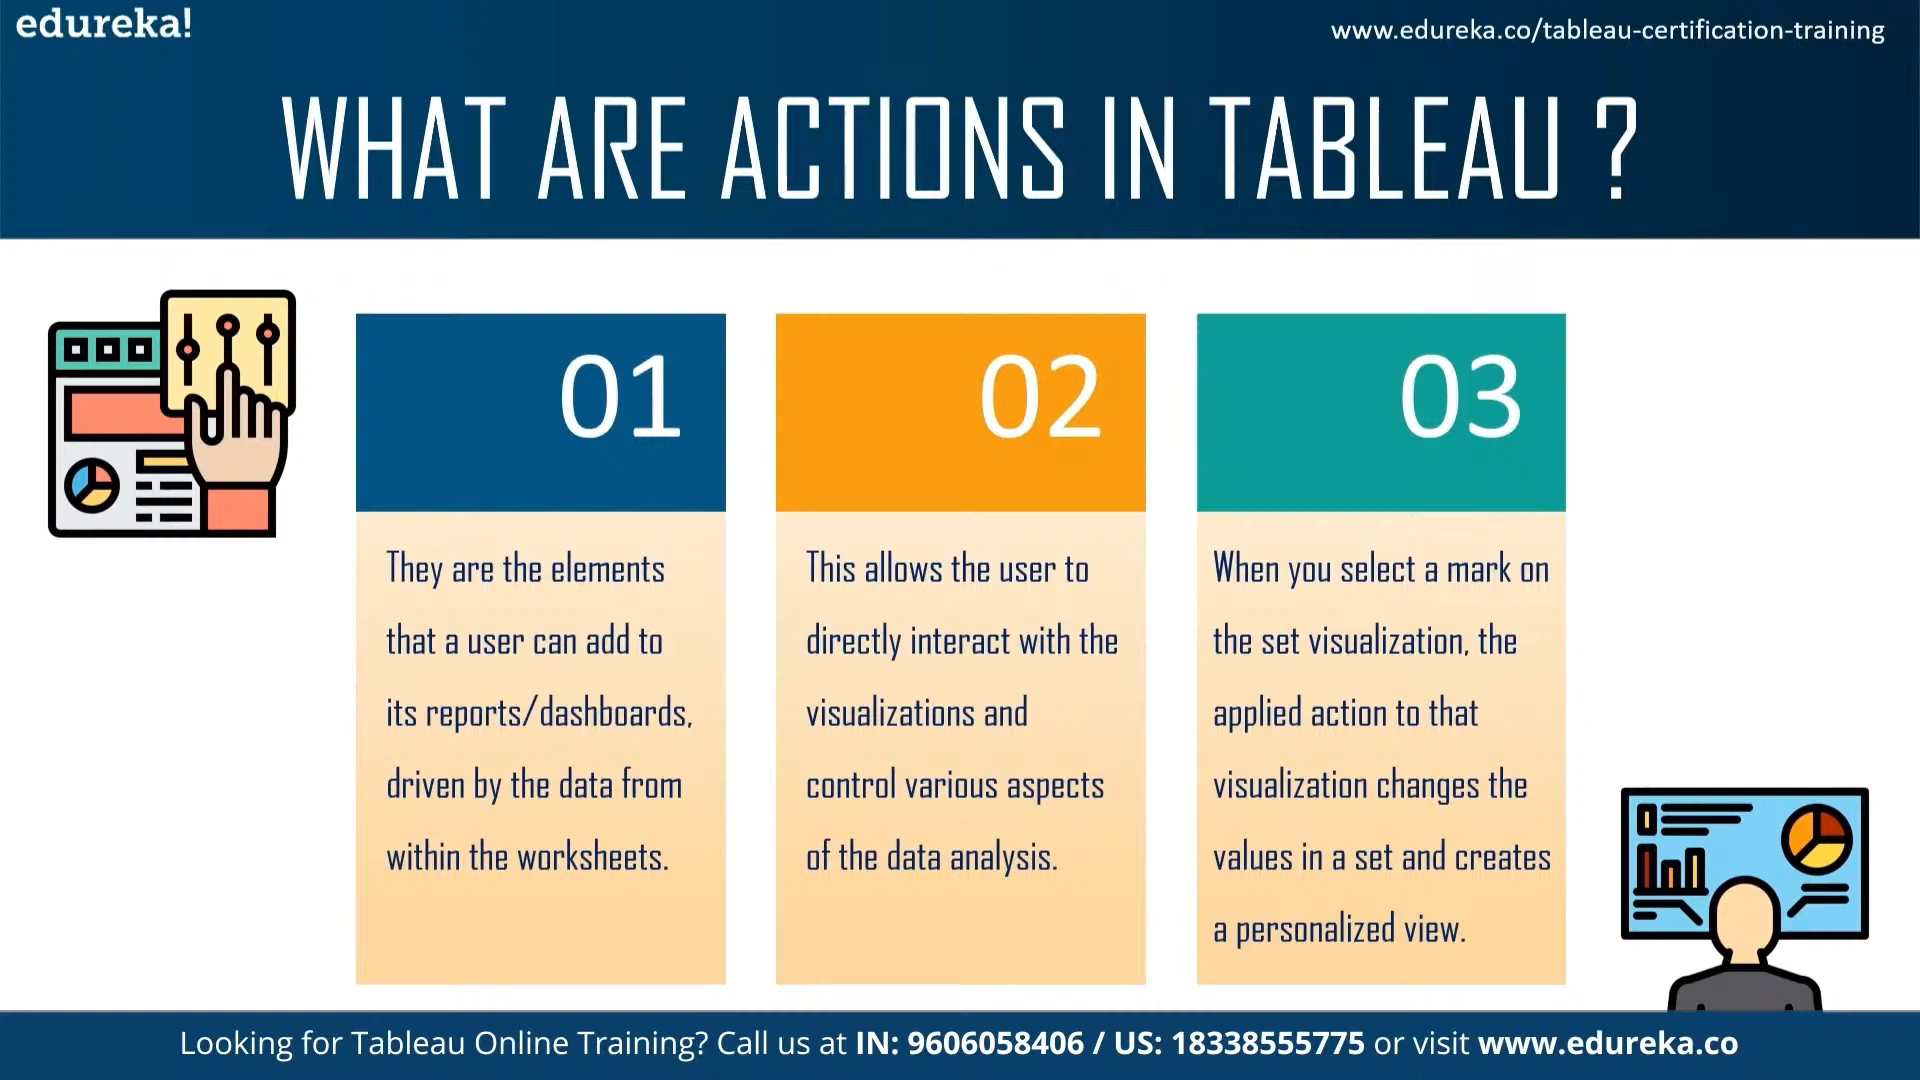 edureka!
www.edureka.co/tableau-certification-training
WHAT ARE ACTIONS IN TABLEAU ?
01
They are the elements
that a user can add to
its reports/dashboards,
driven by the data from
within the worksheets.
02
This allows the user to
directly interact with the
visualizations and
control various aspects
of the data analysis.
03
When you select a mark on
the set visualization, the
applied action to that
visualization changes the
values in a set and creates
a personalized view.
Looking for Tableau Online Training? Call us at IN: 9606058406 / US: 18338555775 or visit www.edureka.co